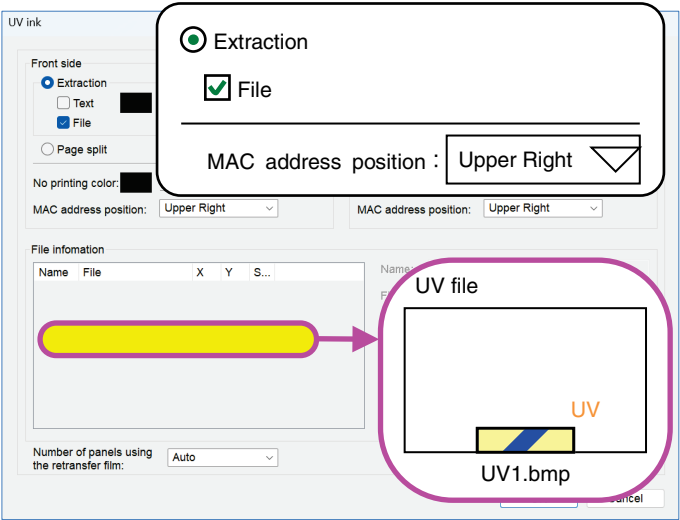 UV ink
Extraction
File
MAC address position : Upper Right
Front side
Extraction
Text
File
Page split
No printing color:
MAC address position: Upper Right
MAC address position: Upper Right
File infomation
Name File X Y S...
Name:
UV file
UV
UV1.bmp
Number of panels using
the retransfer film: Auto